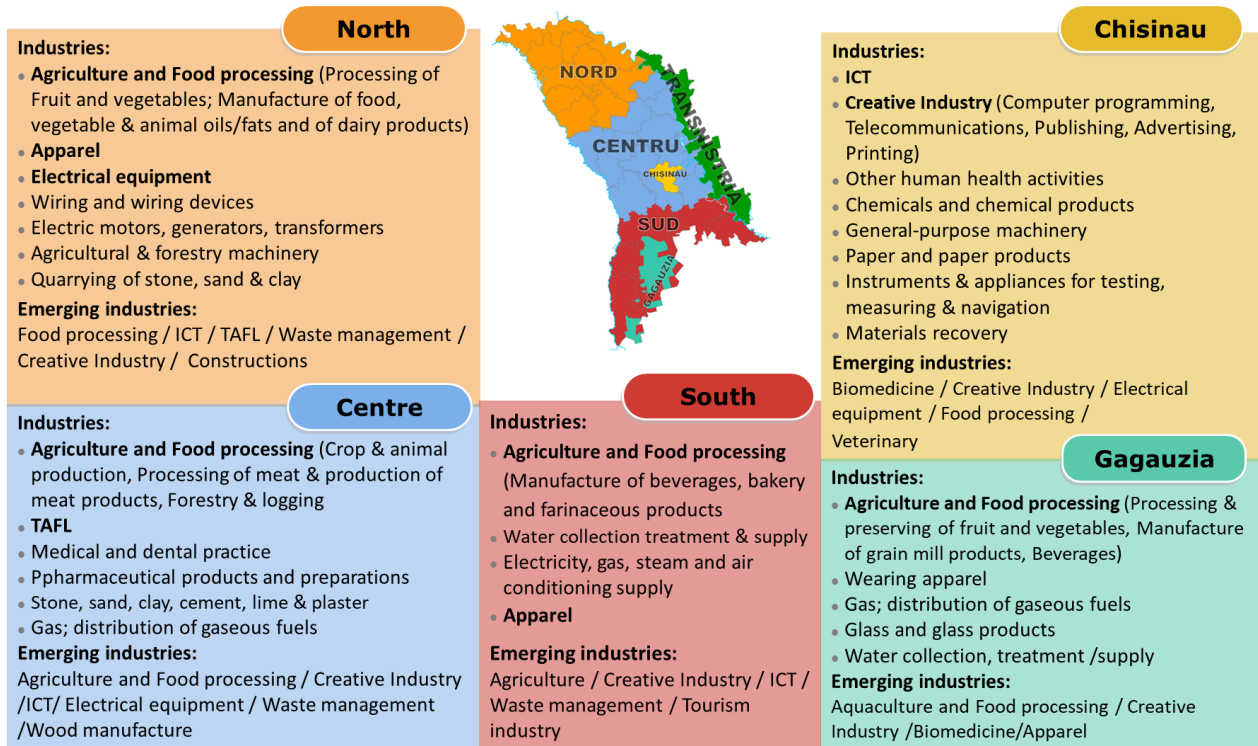 North
Industries:
Agriculture and Food processing (Processing of
Fruit and vegetables; Manufacture of food,
vegetable & animal oils/fats and of dairy products)
Apparel
Electrical equipment
Wiring and wiring devices
Electric motors, generators, transformers
Agricultural & forestry machinery
Quarrying of stone, sand & clay
Emerging industries:
Food processing / ICT / TAFL / Waste management /
Creative Industry / Constructions
NORD
TRANSNISTRIA
CENTRU
CHISINAU
SUD
GAGAUZIA
Chisinau
Industries:
ICT
Creative Industry (Computer programming,
Telecommunications, Publishing, Advertising,
Printing)
Other human health activities
Chemicals and chemical products
General-purpose machinery
Paper and paper products
Instruments & appliances for testing,
measuring & navigation
Materials recovery
Emerging industries:
Biomedicine / Creative Industry / Electrical
equipment / Food processing /
Veterinary
Centre
Industries:
Agriculture and Food processing (Crop & animal
production, Processing of meat & production of
meat products, Forestry & logging
TAFL
Medical and dental practice
Ppharmaceutical products and preparations
Stone, sand, clay, cement, lime & plaster
Gas; distribution of gaseous fuels
Emerging industries:
Agriculture and Food processing / Creative Industry
/ICT/ Electrical equipment / Waste management
/Wood manufacture
South
Industries:
Agriculture and Food processing
(Manufacture of beverages, bakery
and farinaceous products
Water collection treatment & supply
Electricity, gas, steam and air
conditioning supply
Apparel
Emerging industries:
Agriculture / Creative Industry / ICT /
Waste management / Tourism
industry
Gagauzia
Industries:
Agriculture and Food processing (Processing &
preserving of fruit and vegetables, Manufacture
of grain mill products, Beverages)
Wearing apparel
Gas; distribution of gaseous fuels
Glass and glass products
Water collection, treatment /supply
Emerging industries:
Aquaculture and Food processing / Creative
Industry /Biomedicine/Apparel